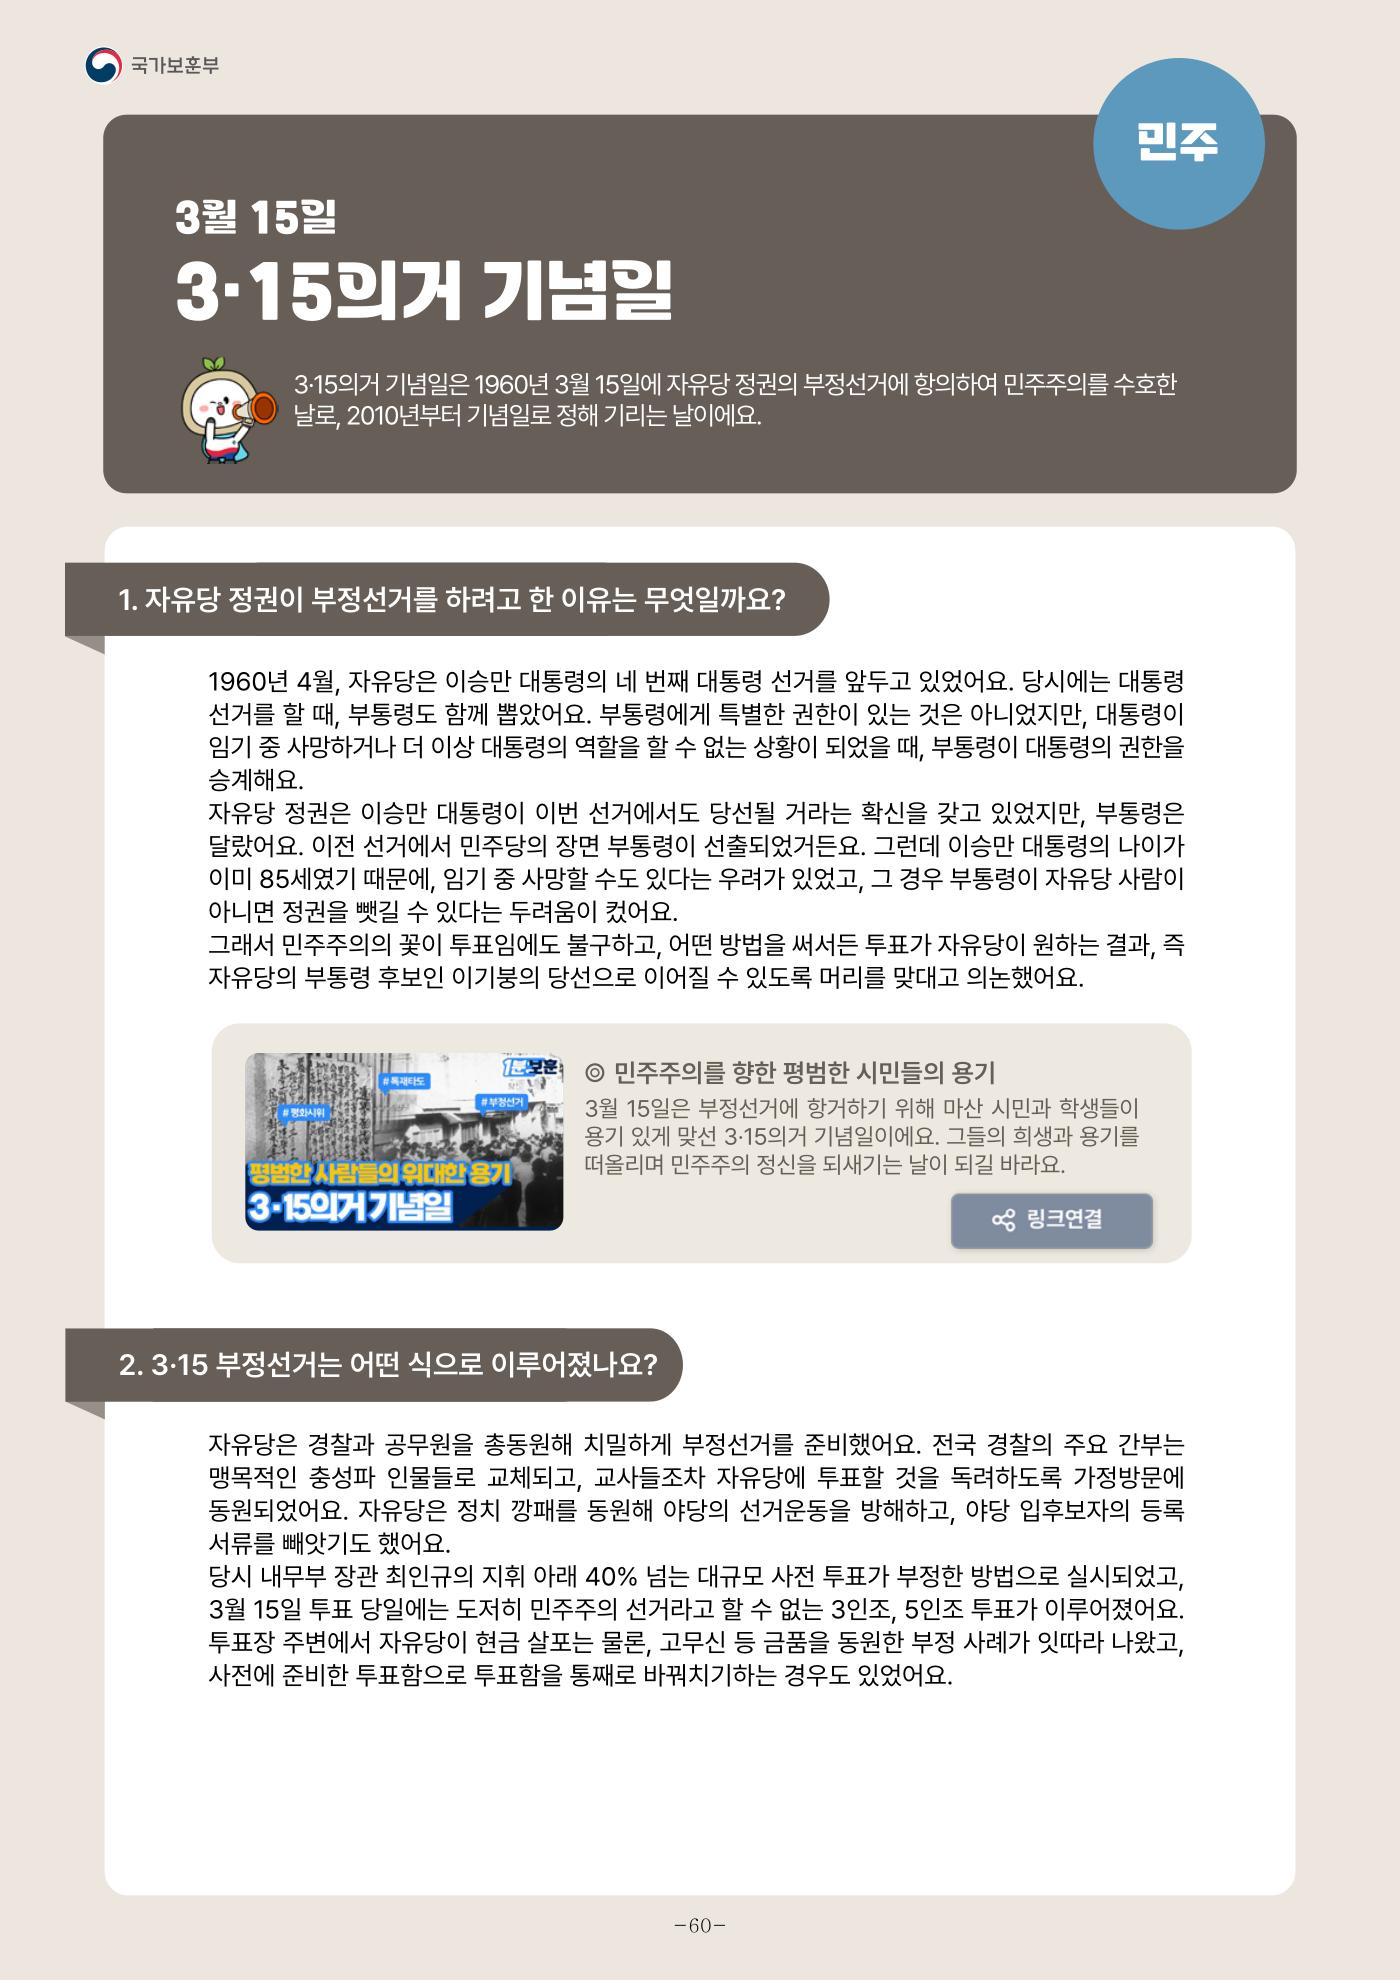 국가보훈부
민주
3월 15일
3·15의거 기념일
3·15의거 기념일은 1960년 3월 15일에 자유당 정권의 부정선거에 항의하여 민주주의를 수호한
날로, 2010년부터 기념일로 정해 기리는 날이에요.
1. 자유당 정권이 부정선거를 하려고 한 이유는 무엇일까요?
1960년 4월, 자유당은 이승만 대통령의 네 번째 대통령 선거를 앞두고 있었어요. 당시에는 대통령
선거를 할 때, 부통령도 함께 뽑았어요. 부통령에게 특별한 권한이 있는 것은 아니었지만, 대통령이
임기 중 사망하거나 더 이상 대통령의 역할을 할 수 없는 상황이 되었을 때, 부통령이 대통령의 권한을
승계해요.
자유당 정권은 이승만 대통령이 이번 선거에서도 당선될 거라는 확신을 갖고 있었지만, 부통령은
달랐어요. 이전 선거에서 민주당의 장면 부통령이 선출되었거든요. 그런데 이승만 대통령의 나이가
이미 85세였기 때문에, 임기 중 사망할 수도 있다는 우려가 있었고, 그 경우 부통령이 자유당 사람이
아니면 정권을 뺏길 수 있다는 두려움이 컸어요.
그래서 민주주의의 꽃이 투표임에도 불구하고, 어떤 방법을 써서든 투표가 자유당이 원하는 결과, 즉
자유당의 부통령 후보인 이기붕의 당선으로 이어질 수 있도록 머리를 맞대고 의논했어요.
1분보훈
#독재타도
#평화시위
#부정선거
평범한 사람들의 위대한 용기
3·15의거 기념일
◎ 민주주의를 향한 평범한 시민들의 용기
3월 15일은 부정선거에 항거하기 위해 마산 시민과 학생들이
용기 있게 맞선 3·15의거 기념일이에요. 그들의 희생과 용기를
떠올리며 민주주의 정신을 되새기는 날이 되길 바라요.
링크연결
2. 3·15 부정선거는 어떤 식으로 이루어졌나요?
자유당은 경찰과 공무원을 총동원해 치밀하게 부정선거를 준비했어요. 전국 경찰의 주요 간부는
맹목적인 충성파 인물들로 교체되고, 교사들조차 자유당에 투표할 것을 독려하도록 가정방문에
동원되었어요. 자유당은 정치 깡패를 동원해 야당의 선거운동을 방해하고, 야당 입후보자의 등록
서류를 빼앗기도 했어요.
당시 내무부 장관 최인규의 지휘 아래 40% 넘는 대규모 사전 투표가 부정한 방법으로 실시되었고,
3월 15일 투표 당일에는 도저히 민주주의 선거라고 할 수 없는 3인조, 5인조 투표가 이루어졌어요.
투표장 주변에서 자유당이 현금 살포는 물론, 고무신 등 금품을 동원한 부정 사례가 잇따라 나왔고,
사전에 준비한 투표함으로 투표함을 통째로 바꿔치기하는 경우도 있었어요.
-60-